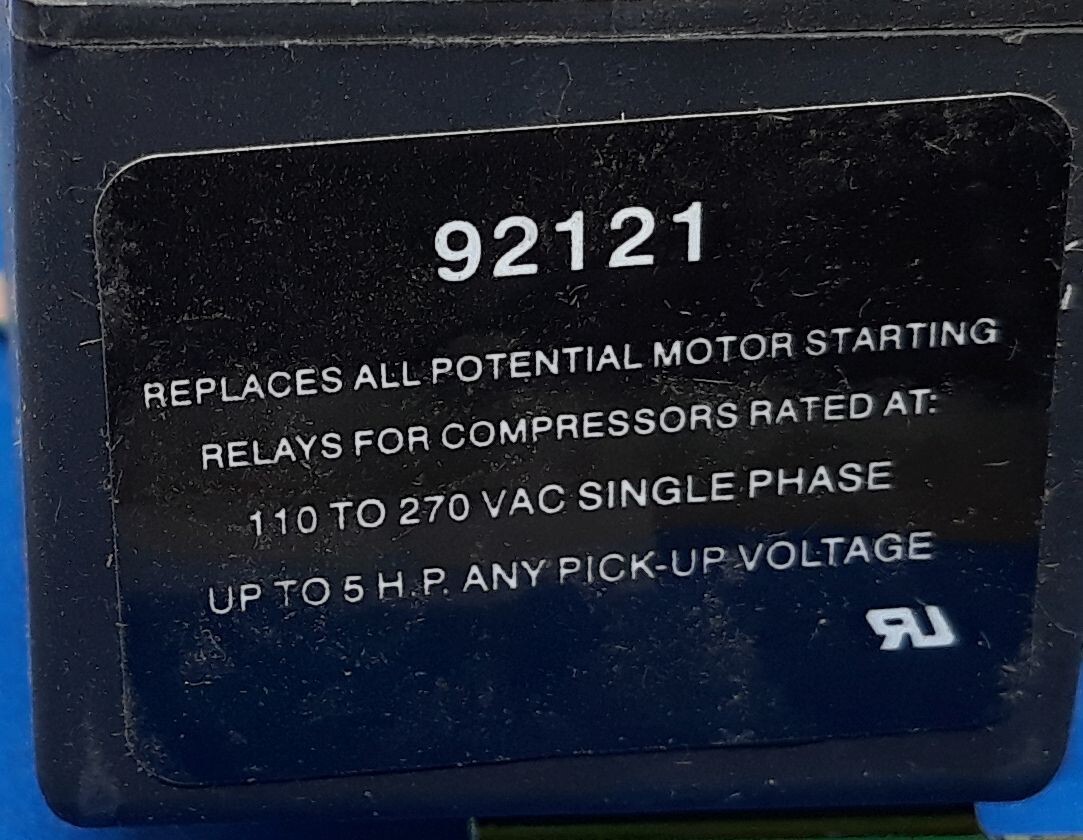 92121
REPLACES ALL POTENTIAL MOTOR STARTING
RELAYS FOR COMPRESSORS RATED AT:
110 TO 270 VAC SINGLE PHASE
UP TO 5 H.P. ANY PICK-UP VOLTAGE